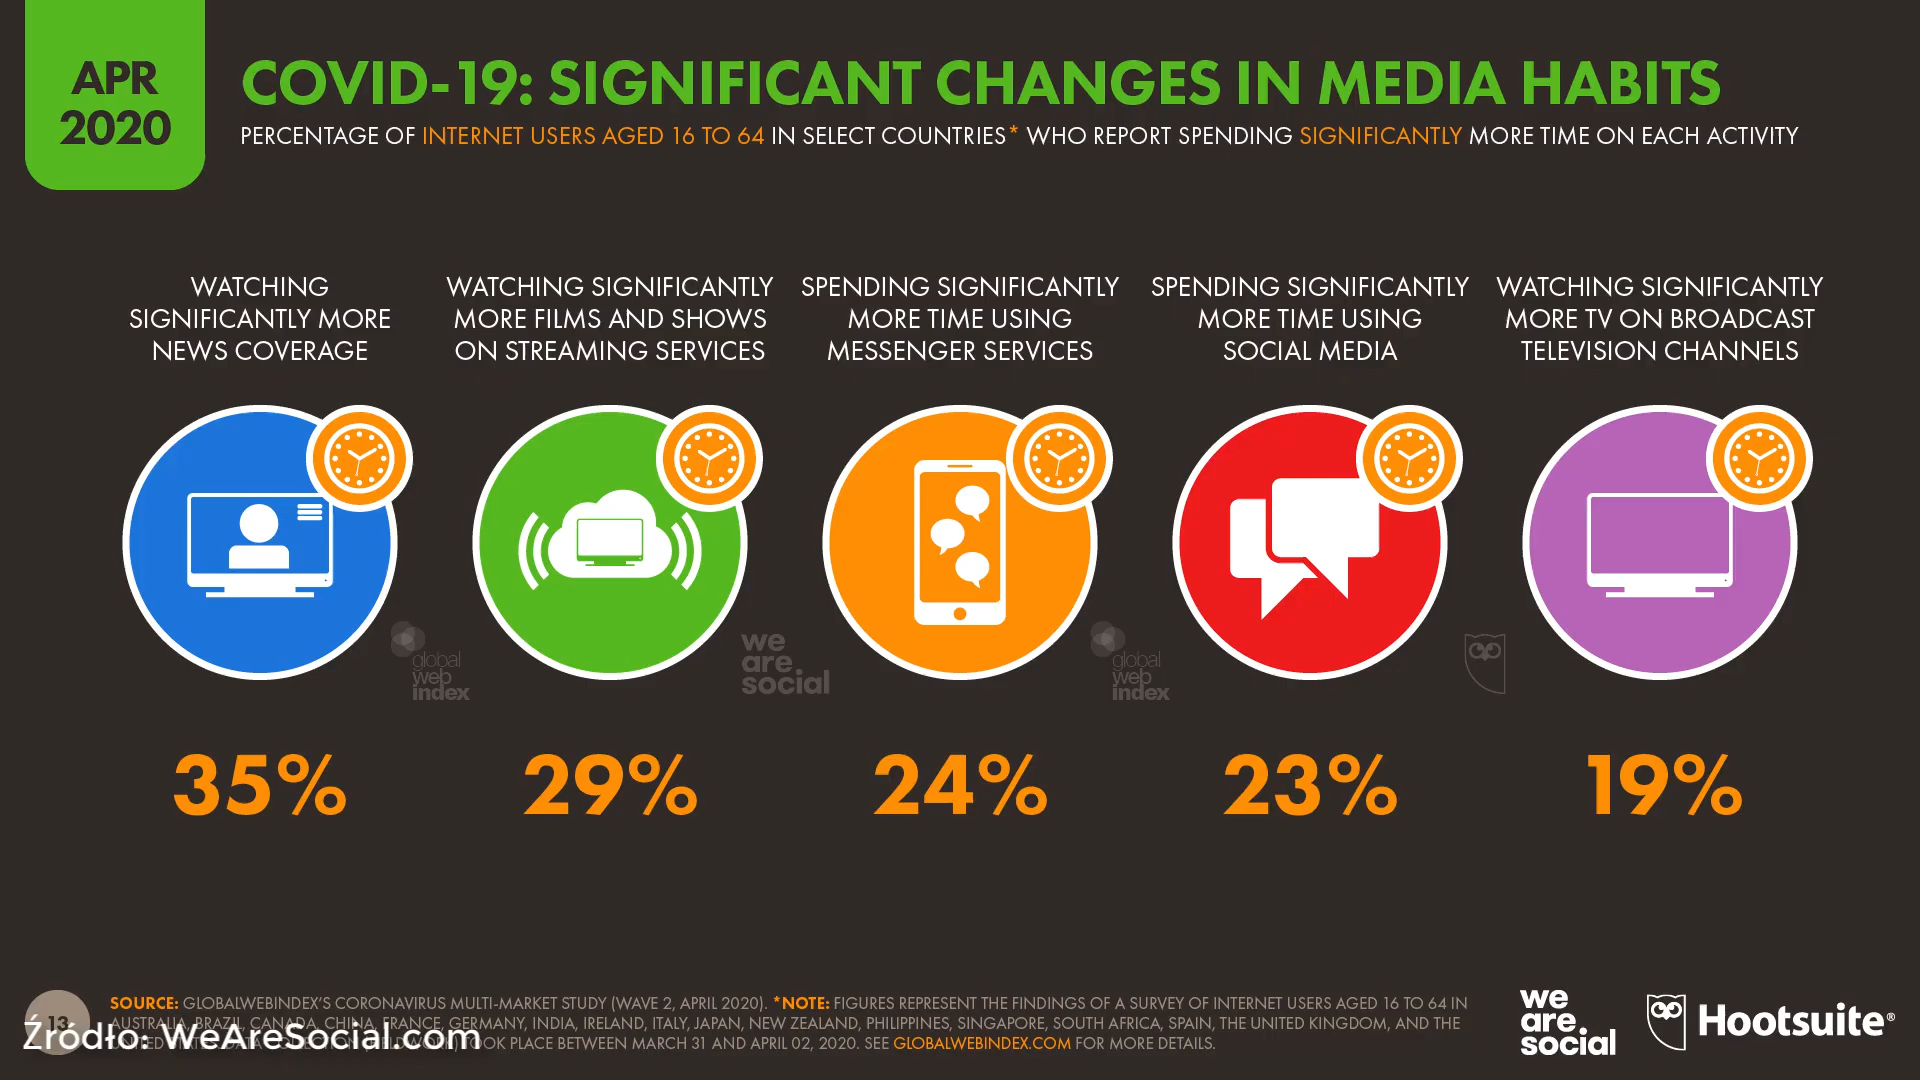 APR
2020
COVID-19: SIGNIFICANT CHANGES IN MEDIA HABITS
PERCENTAGE OF INTERNET USERS AGED 16 TO 64 IN SELECT COUNTRIES* WHO REPORT SPENDING SIGNIFICANTLY MORE TIME ON EACH ACTIVITY
WATCHING
SIGNIFICANTLY MORE
NEWS COVERAGE
35%
WATCHING SIGNIFICANTLY
MORE FILMS AND SHOWS
ON STREAMING SERVICES
29%
SPENDING SIGNIFICANTLY
MORE TIME USING
MESSENGER SERVICES
24%
SPENDING SIGNIFICANTLY
MORE TIME USING
SOCIAL MEDIA
23%
WATCHING SIGNIFICANTLY
MORE TV ON BROADCAST
TELEVISION CHANNELS
19%
global
web
index
we
are
social
global
web
index
13
SOURCE: GLOBALWEBINDEX'S CORONAVIRUS MULTI-MARKET STUDY (WAVE 2, APRIL 2020). *NOTE: FIGURES REPRESENT THE FINDINGS OF A SURVEY OF INTERNET USERS AGED 16 TO 64 IN
AUSTRALIA, BRAZIL, CANADA, CHINA, FRANCE, GERMANY, INDIA, IRELAND, ITALY, JAPAN, NEW ZEALAND, PHILIPPINES, SINGAPORE, SOUTH AFRICA, SPAIN, THE UNITED KINGDOM, AND THE
TOOK PLACE BETWEEN MARCH 31 AND APRIL 02, 2020. SEE GLOBALWEBINDEX.COM FOR MORE DETAILS.
Źródło: WeAreSocial.com
we
are
social
Hootsuite®